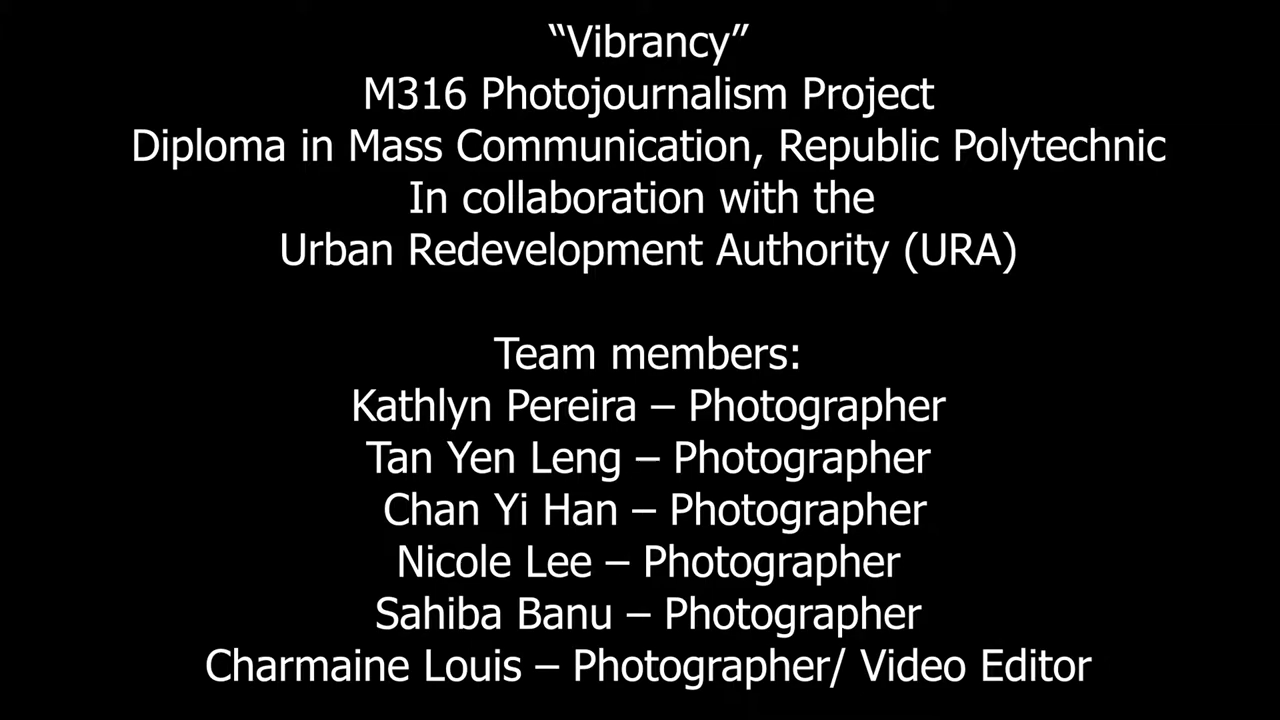 “Vibrancy”
M316 Photojournalism Project
Diploma in Mass Communication, Republic Polytechnic
In collaboration with the
Urban Redevelopment Authority (URA)
Team members:
Kathlyn Pereira – Photographer
Tan Yen Leng – Photographer
Chan Yi Han – Photographer
Nicole Lee – Photographer
Sahiba Banu – Photographer
Charmaine Louis – Photographer/ Video Editor